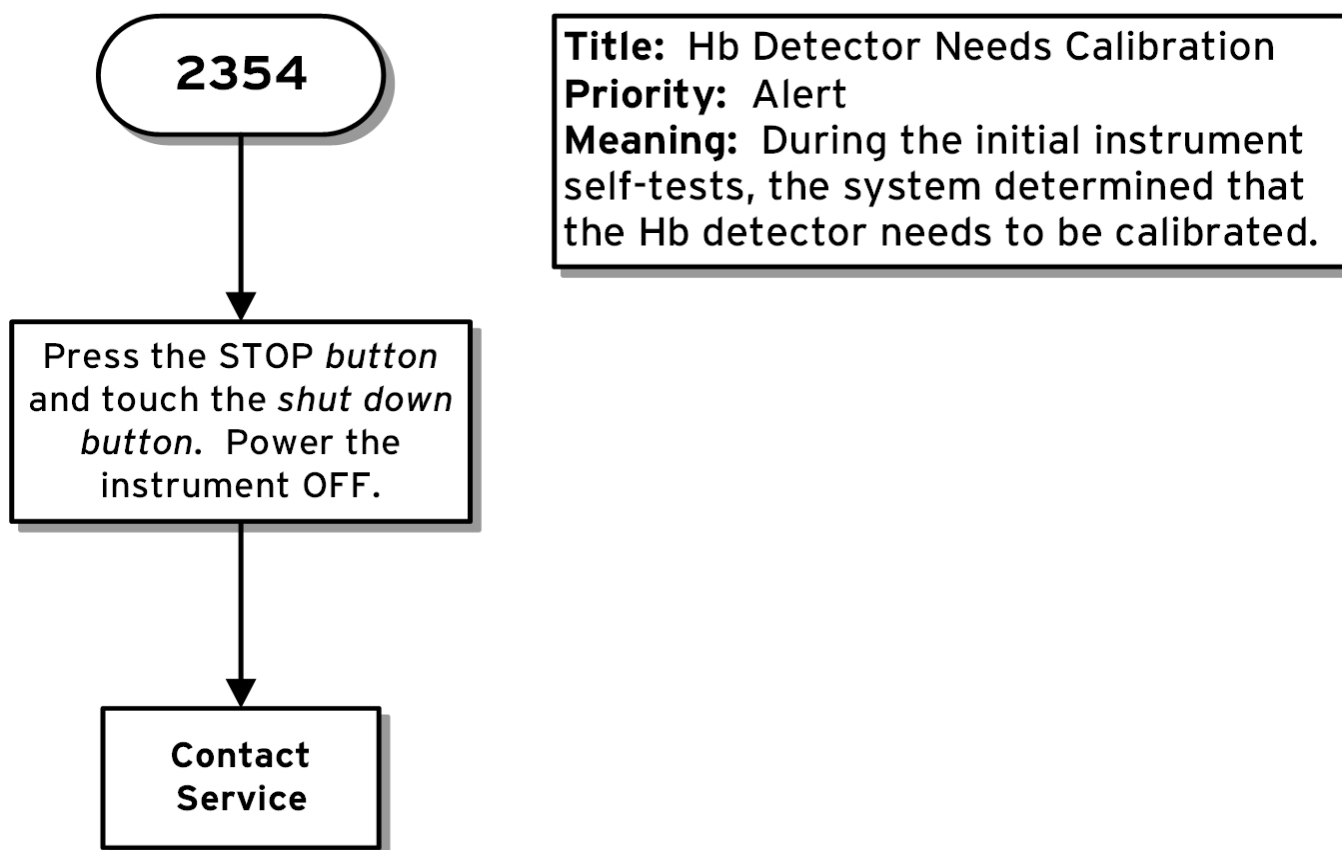 2354
Title: Hb Detector Needs Calibration
Priority: Alert
Meaning: During the initial instrument
self-tests, the system determined that
the Hb detector needs to be calibrated.
Press the STOP button
and touch the shut down
button. Power the
instrument OFF.
Contact
Service